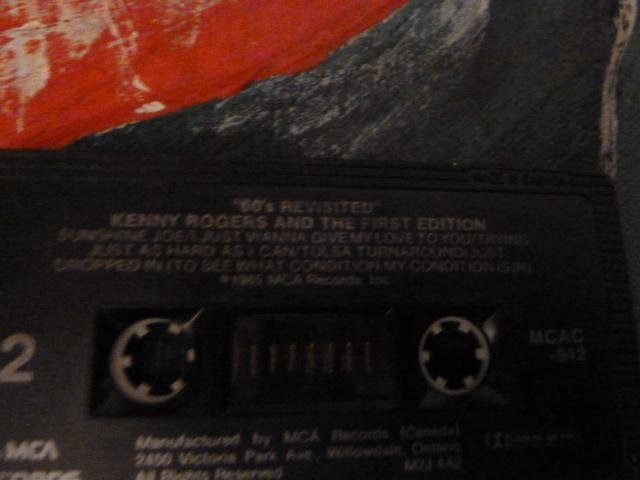 "60's REVISITED"
KENNY ROGERS AND THE FIRST EDITION
SUNSHINE JOE/I JUST WANNA GIVE MY LOVE TO YOU/TRYING
JUST AS HARD AS I CAN/TULSA TURNAROUND/JUST
DROPPED IN (TO SEE WHAT CONDITION MY CONDITION IS IN)
1985 MCA Records, Inc.
2
MCAC
-942
MCA
Manufactured by MCA Records (Canada)
2450 Victoria Park Ave., Willowdale, Ontario
All Rights Reserved M2J 4A2